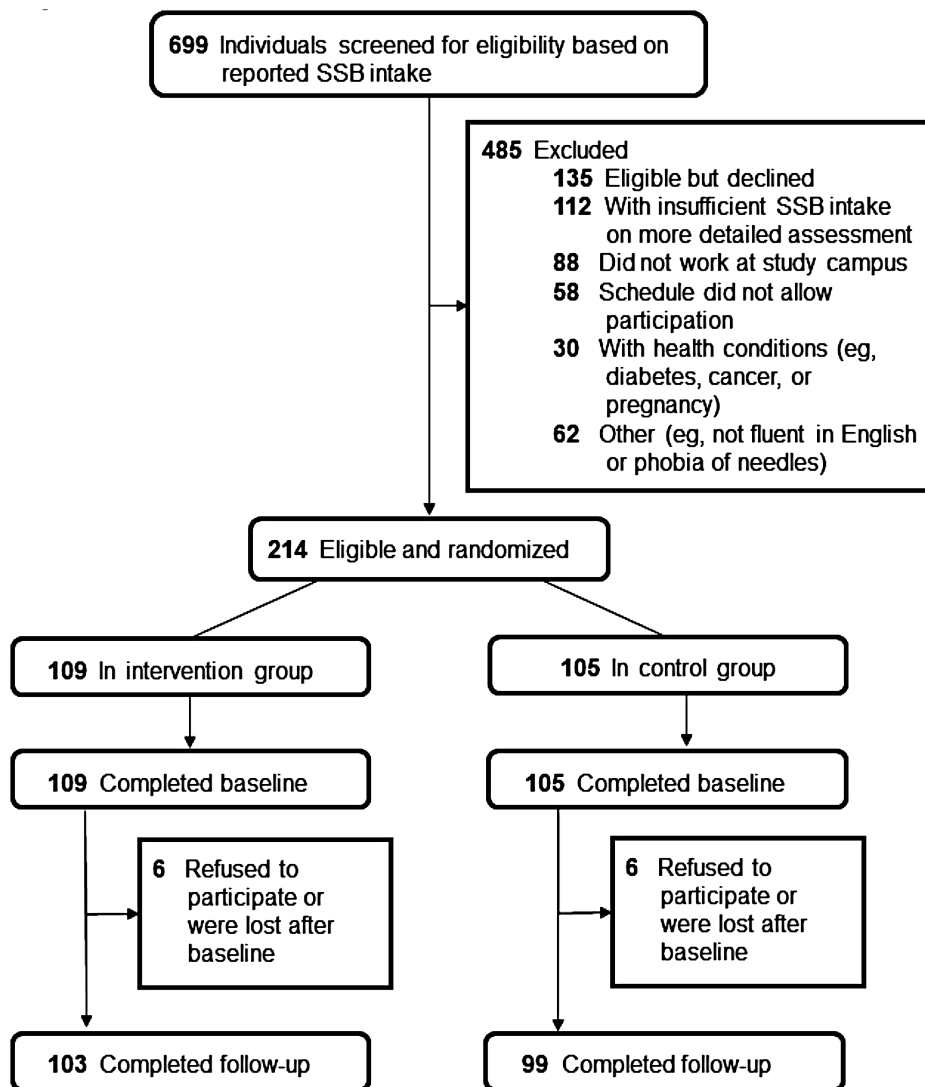 699 Individuals screened for eligibility based on
reported SSB intake
485 Excluded
135 Eligible but declined
112 With insufficient SSB intake
on more detailed assessment
88 Did not work at study campus
58 Schedule did not allow
participation
30 With health conditions (eg,
diabetes, cancer, or
pregnancy)
62 Other (eg, not fluent in English
or phobia of needles)
214 Eligible and randomized
109 In intervention group
105 In control group
109 Completed baseline
105 Completed baseline
6 Refused to
participate or
were lost after
baseline
6 Refused to
participate or
were lost after
baseline
103 Completed follow-up
99 Completed follow-up